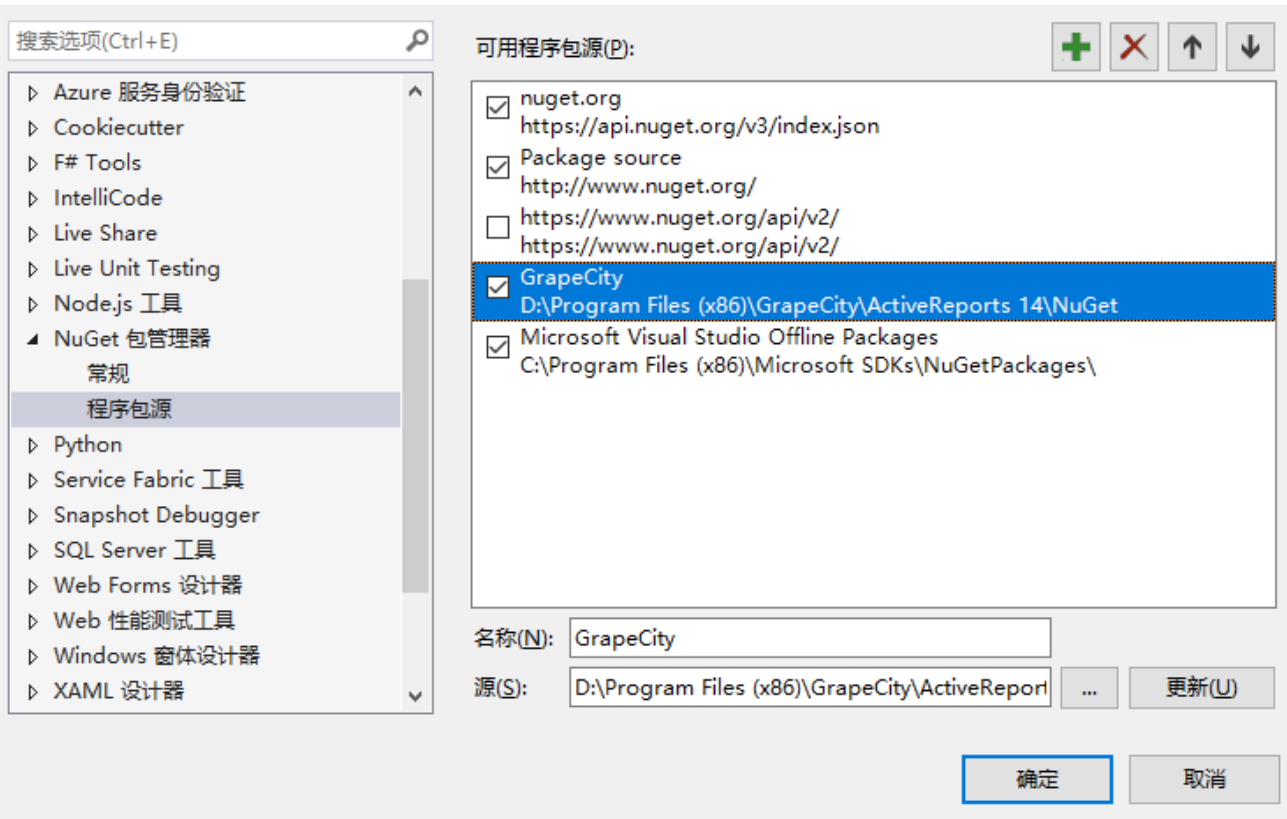 搜索选项(Ctrl+E)
Azure 服务身份验证
Cookiecutter
F# Tools
IntelliCode
Live Share
Live Unit Testing
Node.js 工具
NuGet 包管理器
常规
程序包源
Python
Service Fabric 工具
Snapshot Debugger
SQL Server 工具
Web Forms 设计器
Web 性能测试工具
Windows 窗体设计器
XAML 设计器
可用程序包源(P):
nuget.org
https://api.nuget.org/v3/index.json
Package source
http://www.nuget.org/
https://www.nuget.org/api/v2/
https://www.nuget.org/api/v2/
GrapeCity
D:\Program Files (x86)\GrapeCity\ActiveReports 14\NuGet
Microsoft Visual Studio Offline Packages
C:\Program Files (x86)\Microsoft SDKs\NuGetPackages\
名称(N): GrapeCity
源(S): D:\Program Files (x86)\GrapeCity\ActiveReport ... 更新(U)
确定 取消